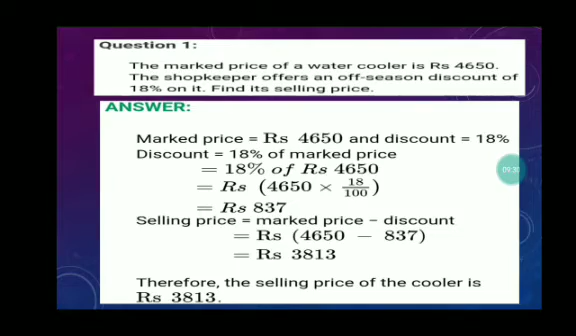 Question 1:
The marked price of a water cooler is Rs 4650.
The shopkeeper offers an off-season discount of
18% on it. Find its selling price.
ANSWER:
Marked price = Rs 4650 and discount = 18%
Discount = 18% of marked price
= 18% of Rs 4650
= Rs (4650 × 18/100)
= Rs 837
Selling price = marked price − discount
= Rs (4650 − 837)
= Rs 3813
Therefore, the selling price of the cooler is
Rs 3813.
09:30